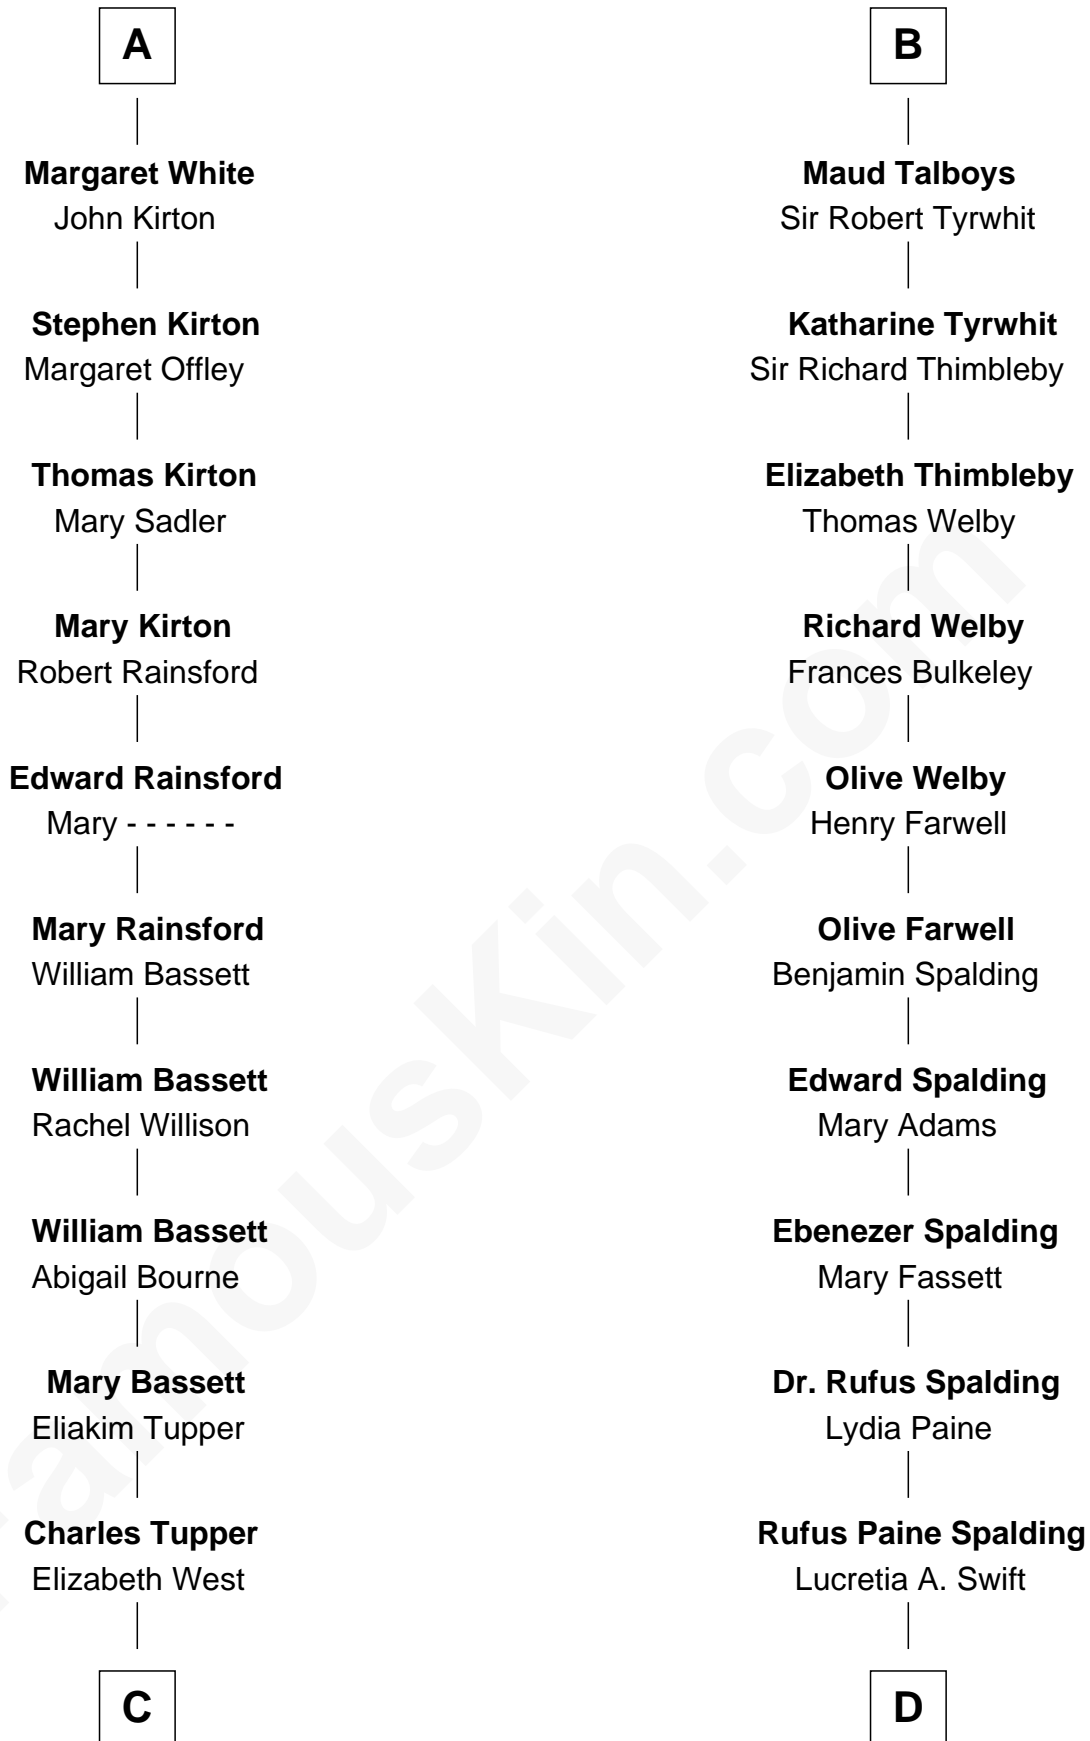 A
Margaret White
John Kirton
Stephen Kirton
Margaret Offley
Thomas Kirton
Mary Sadler
Mary Kirton
Robert Rainsford
Edward Rainsford
Mary - - - - - -
Mary Rainsford
William Bassett
William Bassett
Rachel Willison
William Bassett
Abigail Bourne
Mary Bassett
Eliakim Tupper
Charles Tupper
Elizabeth West
C
B
Maud Talboys
Sir Robert Tyrwhit
Katharine Tyrwhit
Sir Richard Thimbleby
Elizabeth Thimbleby
Thomas Welby
Richard Welby
Frances Bulkeley
Olive Welby
Henry Farwell
Olive Farwell
Benjamin Spalding
Edward Spalding
Mary Adams
Ebenezer Spalding
Mary Fassett
Dr. Rufus Spalding
Lydia Paine
Rufus Paine Spalding
Lucretia A. Swift
D
FamousKin.com